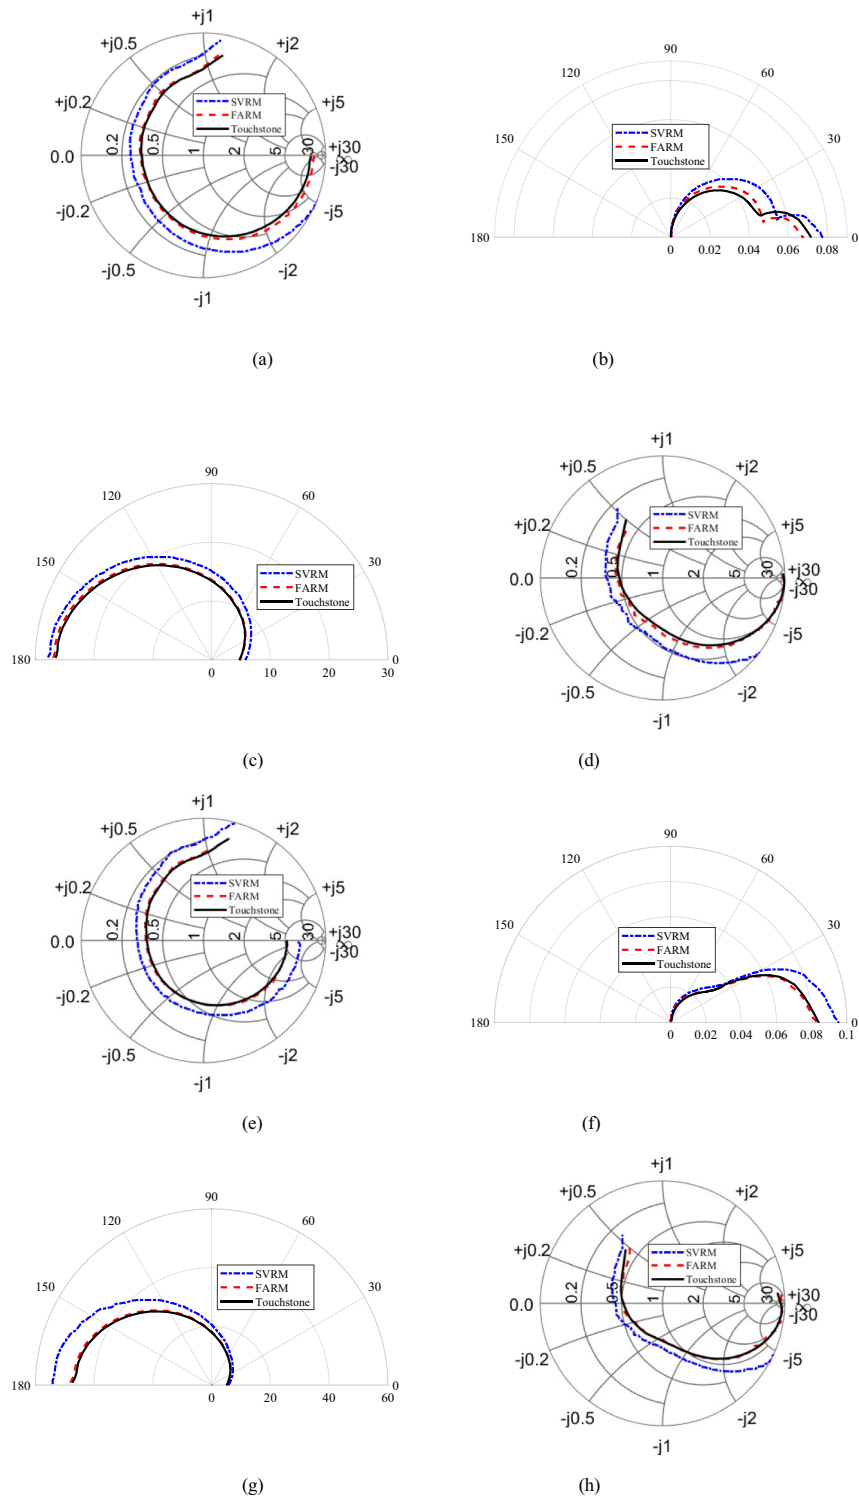 +j1
+j0.5
+j2
+j0.2
+j5
SVRM
FARM
Touchstone
0.0
0.2
0.5
1
2
5
30
+j30
∞
-j30
-j0.2
-j5
-j0.5
-j2
-j1
(a)
90
120
60
150
30
SVRM
FARM
Touchstone
180
0
0
0.02
0.04
0.06
0.08
(b)
90
120
60
150
30
SVRM
FARM
Touchstone
180
0
0
10
20
30
(c)
+j1
+j0.5
+j2
+j0.2
+j5
SVRM
FARM
Touchstone
0.0
0.2
0.5
1
2
5
30
+j30
∞
-j30
-j0.2
-j5
-j0.5
-j2
-j1
(d)
+j1
+j0.5
+j2
+j0.2
+j5
SVRM
FARM
Touchstone
0.0
0.2
0.5
1
2
5
30
+j30
∞
-j30
-j0.2
-j5
-j0.5
-j2
-j1
(e)
90
120
60
150
30
SVRM
FARM
Touchstone
180
0
0
0.02
0.04
0.06
0.08
0.1
(f)
90
120
60
150
30
SVRM
FARM
Touchstone
180
0
0
20
40
60
(g)
+j1
+j0.5
+j2
+j0.2
+j5
SVRM
FARM
Touchstone
0.0
0.2
0.5
1
2
5
30
+j30
∞
-j30
-j0.2
-j5
-j0.5
-j2
-j1
(h)